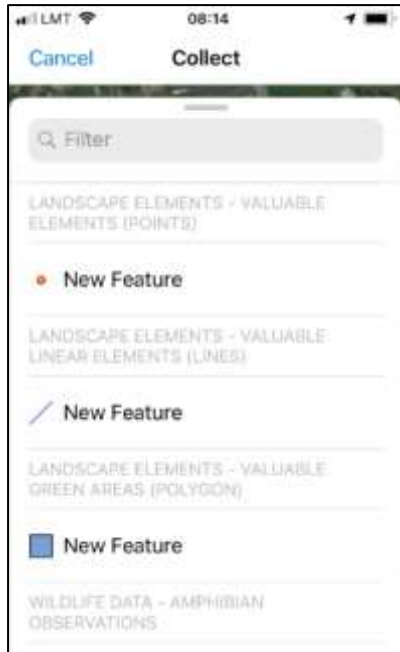 LMT 08:14
Cancel Collect
Filter
LANDSCAPE ELEMENTS - VALUABLE
ELEMENTS (POINTS)
New Feature
LANDSCAPE ELEMENTS - VALUABLE
LINEAR ELEMENTS (LINES)
New Feature
LANDSCAPE ELEMENTS - VALUABLE
GREEN AREAS (POLYGON)
New Feature
WILDLIFE DATA - AMPHIBIAN
OBSERVATIONS